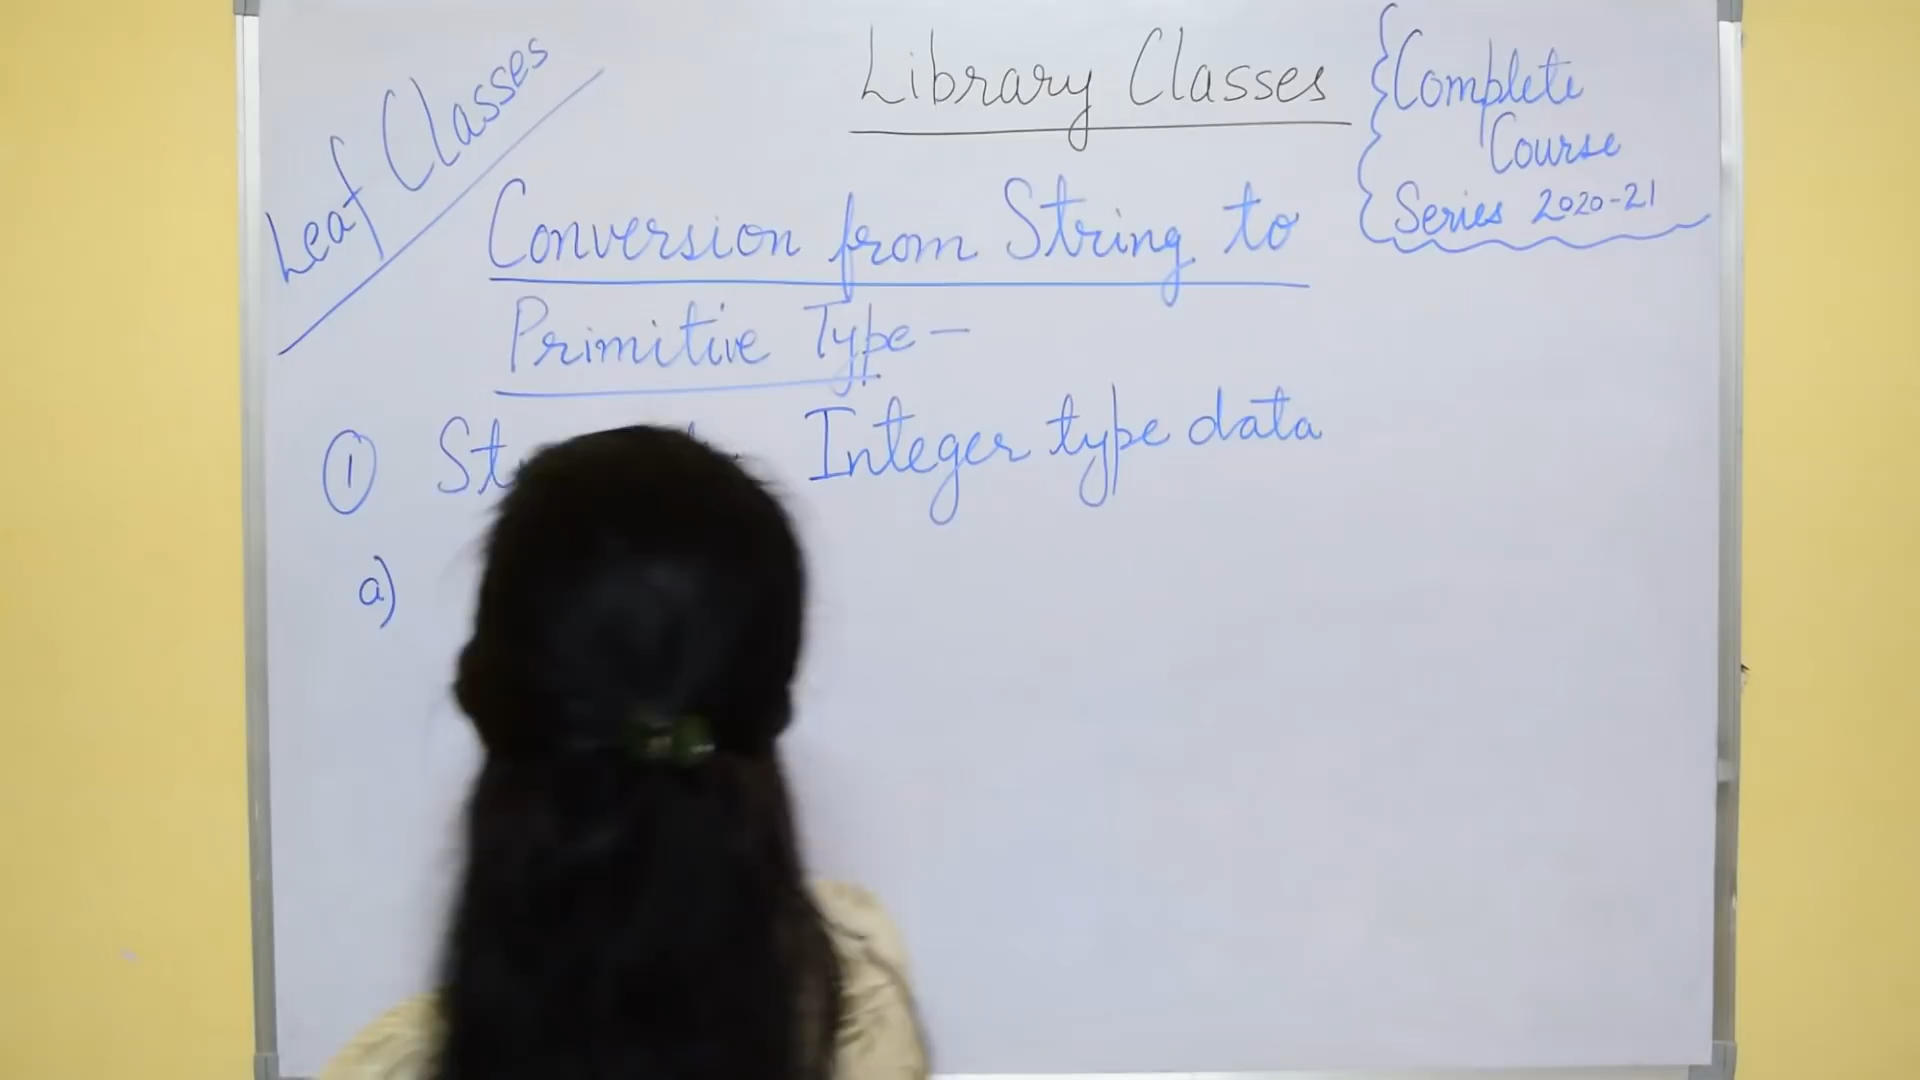 Leaf Classes
Library Classes
Complete
Course
Series 2020-21
Conversion from String to
Primitive Type -
1 Integer type data
a)